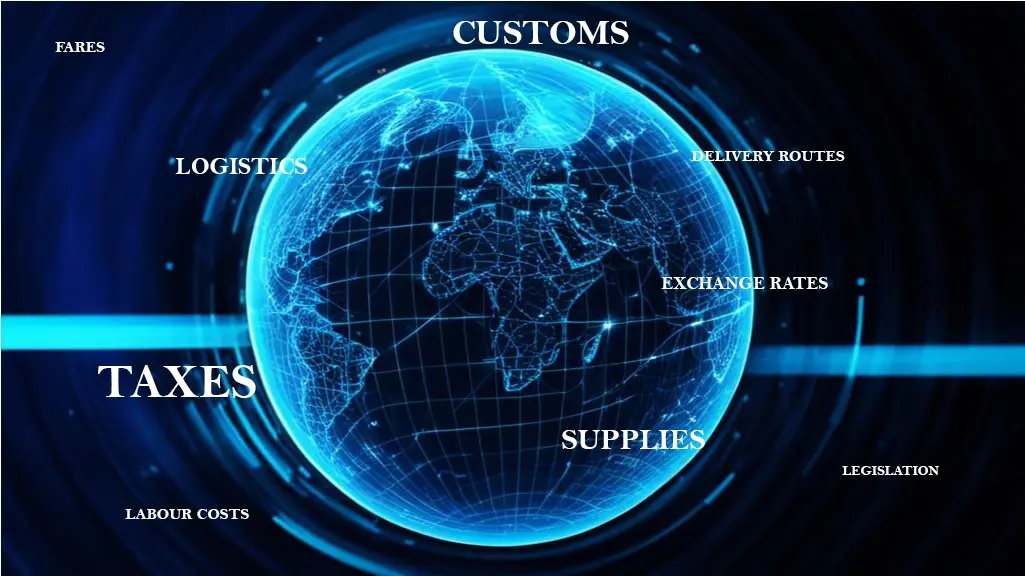 CUSTOMS
FARES
DELIVERY ROUTES
LOGISTICS
EXCHANGE RATES
TAXES
SUPPLIES
LEGISLATION
LABOUR COSTS